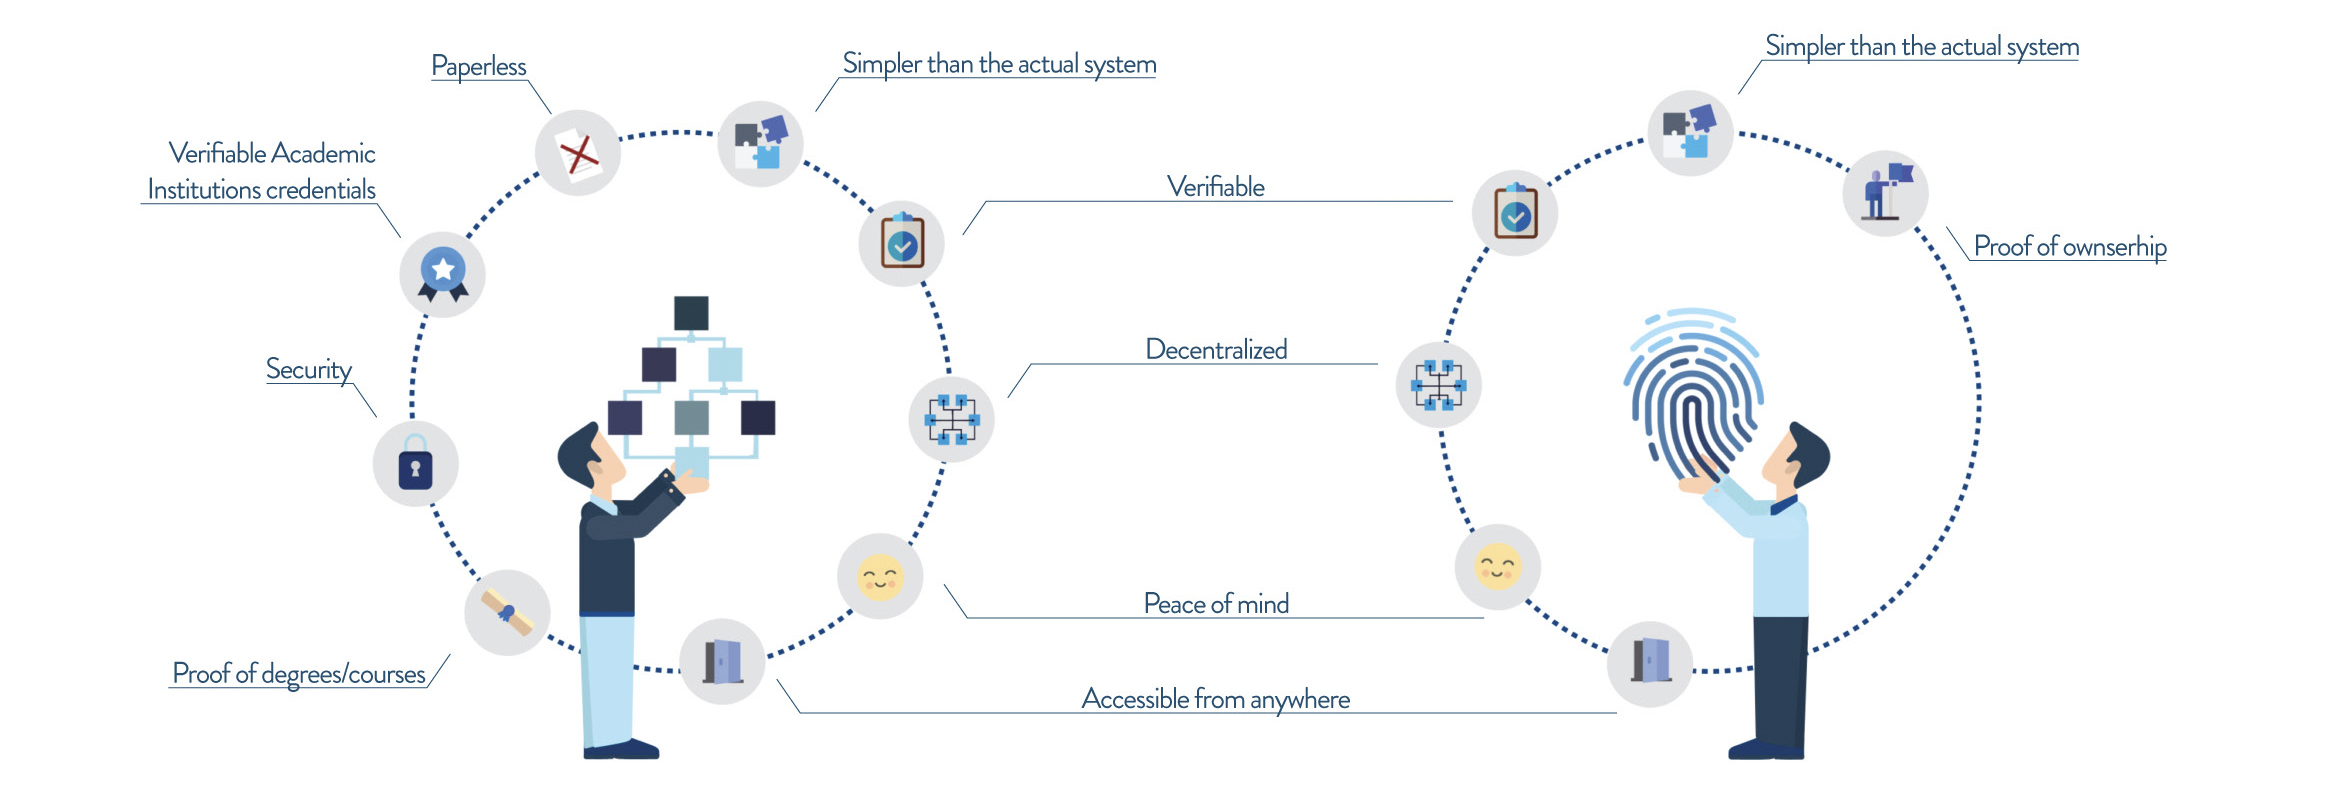 Simpler than the actual system
Paperless
Simpler than the actual system
Verifiable Academic
Institutions credentials
Verifiable
Proof of ownserhip
Decentralized
Security
Peace of mind
Proof of degrees/courses
Accessible from anywhere